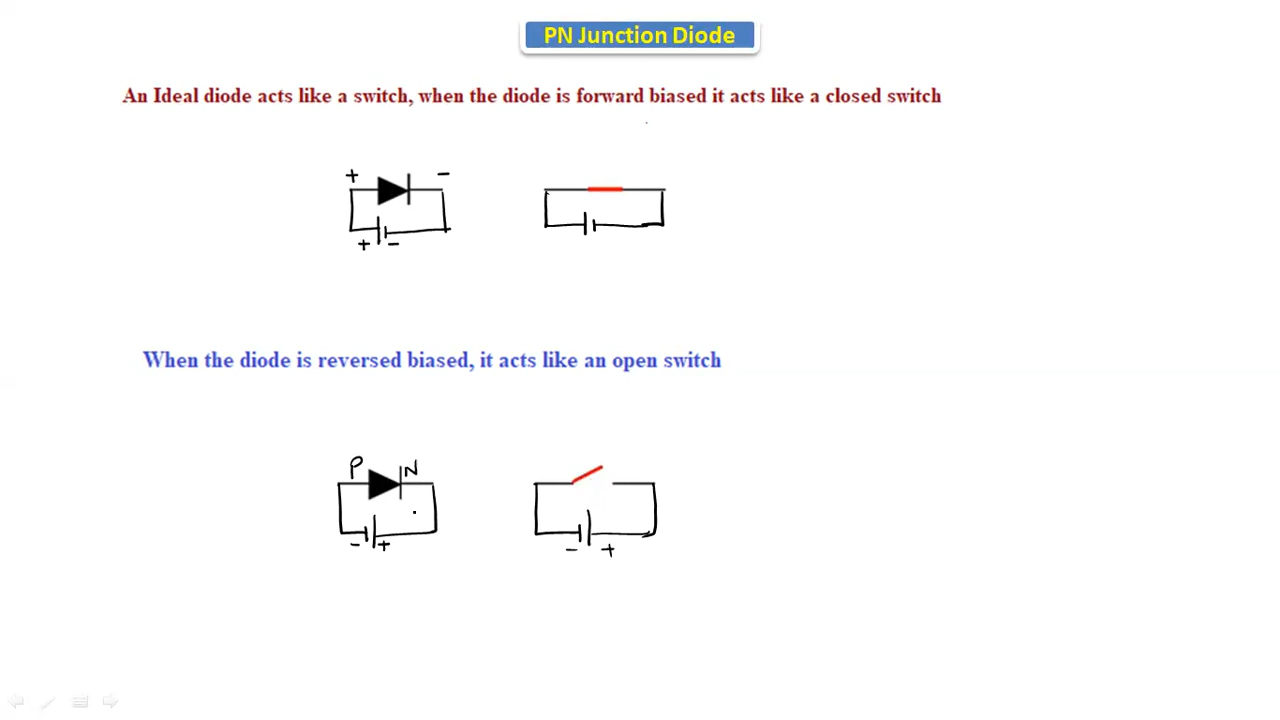 PN Junction Diode
An Ideal diode acts like a switch, when the diode is forward biased it acts like a closed switch
+ -
+ -
When the diode is reversed biased, it acts like an open switch
P N
- + - +